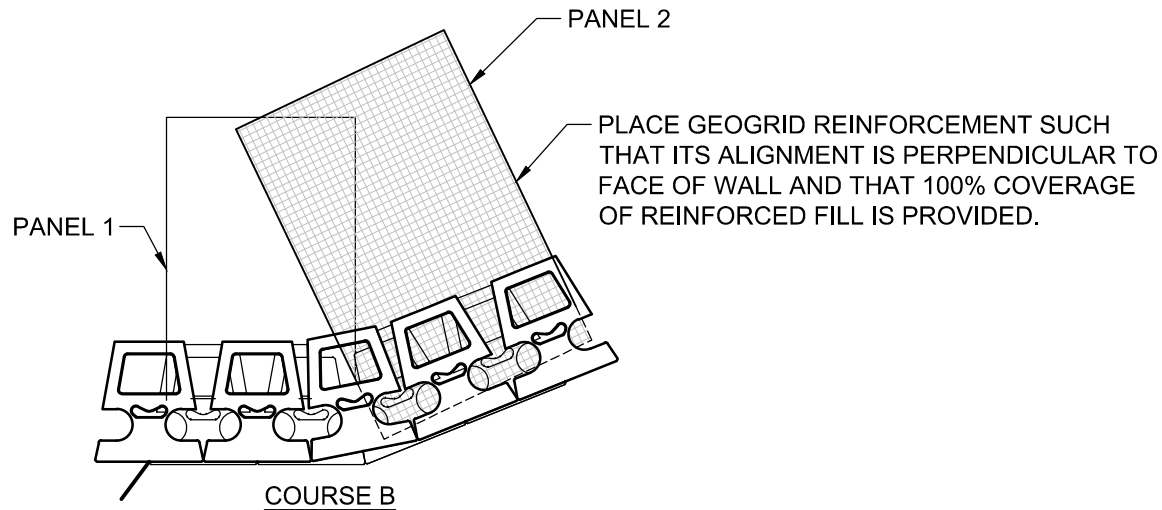 PANEL 2
PLACE GEOGRID REINFORCEMENT SUCH
THAT ITS ALIGNMENT IS PERPENDICULAR TO
FACE OF WALL AND THAT 100% COVERAGE
OF REINFORCED FILL IS PROVIDED.
PANEL 1
COURSE B